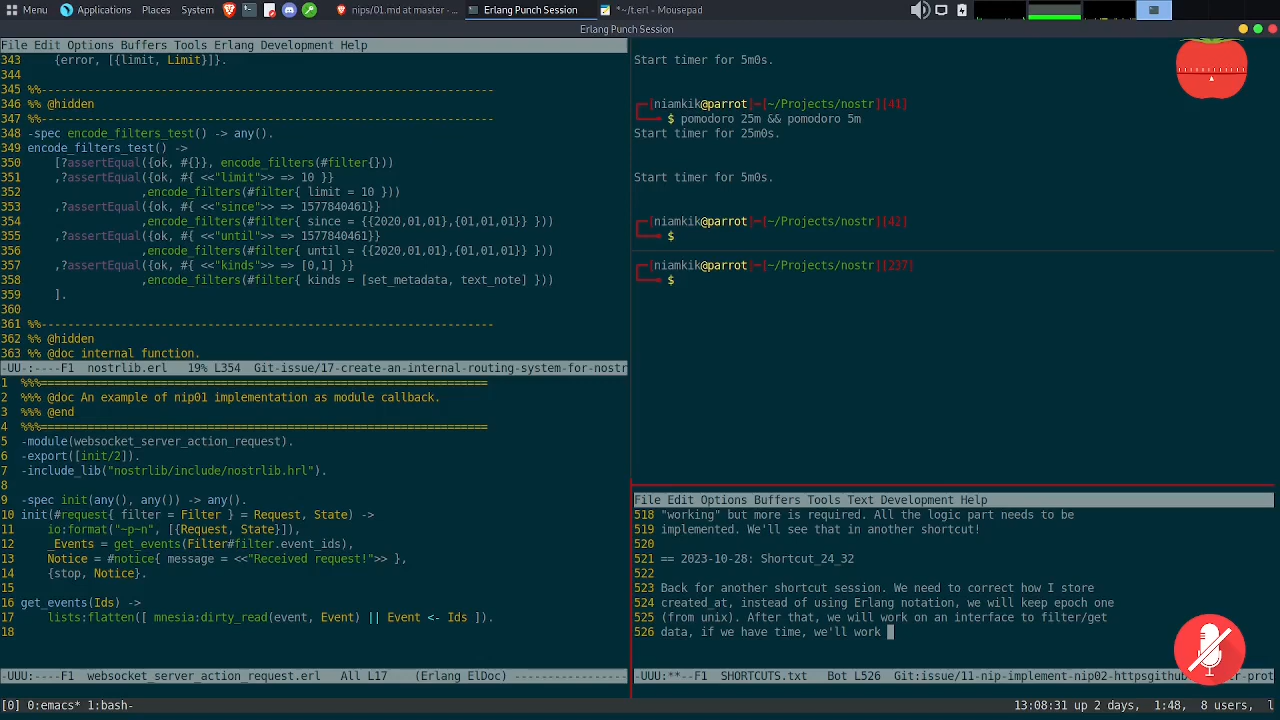 Menu Applications Places System nips/01.md at master - ... Erlang Punch Session *~/t.erl - Mousepad
Erlang Punch Session
File Edit Options Buffers Tools Erlang Development Help
343     {error, [{limit, Limit}]}.
344
345 %%--------------------------------------------------------------------
346 %% @hidden
347 %%--------------------------------------------------------------------
348 -spec encode_filters_test() -> any().
349 encode_filters_test() ->
350     [?assertEqual({ok, #{}}, encode_filters(#filter{}))
351     ,?assertEqual({ok, #{ <<"limit">> => 10 }}
352                  ,encode_filters(#filter{ limit = 10 }))
353     ,?assertEqual({ok, #{ <<"since">> => 1577840461}}
354                  ,encode_filters(#filter{ since = {{2020,01,01},{01,01,01}} }))
355     ,?assertEqual({ok, #{ <<"until">> => 1577840461}}
356                  ,encode_filters(#filter{ until = {{2020,01,01},{01,01,01}} }))
357     ,?assertEqual({ok, #{ <<"kinds">> => [0,1] }}
358                  ,encode_filters(#filter{ kinds = [set_metadata, text_note] }))
359     ].
360
361 %%--------------------------------------------------------------------
362 %% @hidden
363 %% @doc internal function.
-UU-:----F1  nostrlib.erl   19% L354  Git-issue/17-create-an-internal-routing-system-for-nostr
1  %%%===================================================================
2  %%% @doc An example of nip01 implementation as module callback.
3  %%% @end
4  %%%===================================================================
5  -module(websocket_server_action_request).
6  -export([init/2]).
7  -include_lib("nostrlib/include/nostrlib.hrl").
8
9  -spec init(any(), any()) -> any().
10 init(#request{ filter = Filter } = Request, State) ->
11     io:format("~p~n", [{Request, State}]),
12     _Events = get_events(Filter#filter.event_ids),
13     Notice = #notice{ message = <<"Received request!">> },
14     {stop, Notice}.
15
16 get_events(Ids) ->
17     lists:flatten([ mnesia:dirty_read(event, Event) || Event <- Ids ]).
18
-UUU:----F1  websocket_server_action_request.erl   All L17    (Erlang ElDoc) ----------------
Start timer for 5m0s.
[niamkik@parrot]-[~/Projects/nostr][41]
$ pomodoro 25m && pomodoro 5m
Start timer for 25m0s.
Start timer for 5m0s.
[niamkik@parrot]-[~/Projects/nostr][42]
$
[niamkik@parrot]-[~/Projects/nostr][237]
$
File Edit Options Buffers Tools Text Development Help
518 "working" but more is required. All the logic part needs to be
519 implemented. We'll see that in another shortcut!
520
521 == 2023-10-28: Shortcut_24_32
522
523 Back for another shortcut session. We need to correct how I store
524 created_at, instead of using Erlang notation, we will keep epoch one
525 (from unix). After that, we will work on an interface to filter/get
526 data, if we have time, we'll work
-UUU:**--F1  SHORTCUTS.txt   Bot L526   Git:issue/11-nip-implement-nip02-httpsgithub r-prot
[0] 0:emacs* 1:bash- 13:08:31 up 2 days,  1:48,  8 users,  l